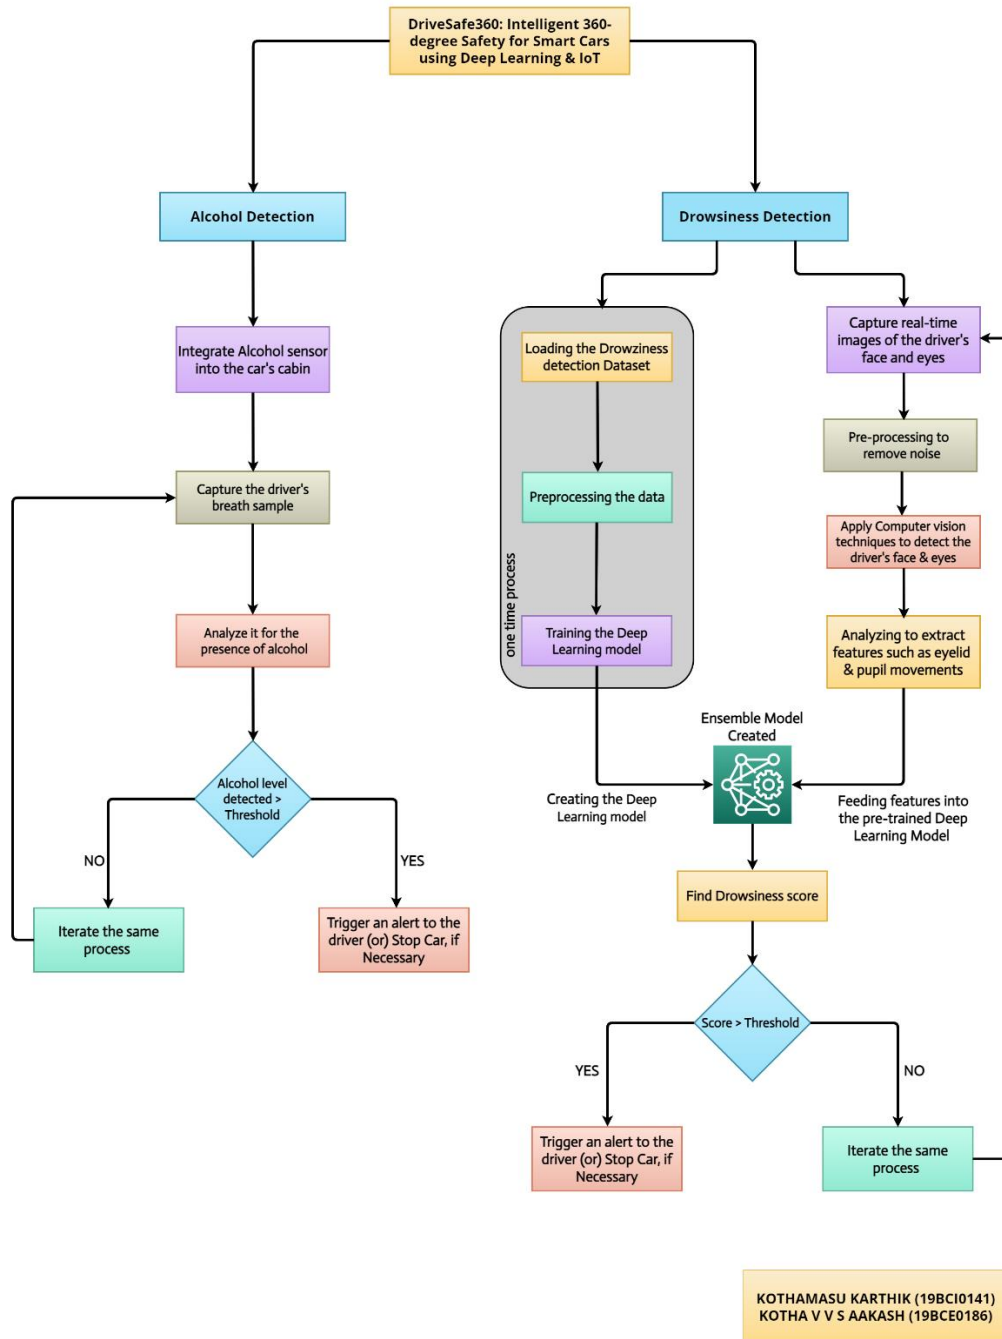 DriveSafe360: Intelligent 360-
degree Safety for Smart Cars
using Deep Learning & IoT
Alcohol Detection
Integrate Alcohol sensor
into the car's cabin
Capture the driver's
breath sample
Analyze it for the
presence of alcohol
Alcohol level
detected >
Threshold
NO
YES
Iterate the same
process
Trigger an alert to the
driver (or) Stop Car, if
Necessary
Drowsiness Detection
Loading the Drowziness
detection Dataset
Preprocessing the data
Training the Deep
Learning model
one time process
Capture real-time
images of the driver's
face and eyes
Pre-processing to
remove noise
Apply Computer vision
techniques to detect the
driver's face & eyes
Analyzing to extract
features such as eyelid
& pupil movements
Ensemble Model
Created
Creating the Deep
Learning model
Feeding features into
the pre-trained Deep
Learning Model
Find Drowsiness score
Score > Threshold
YES
NO
Trigger an alert to the
driver (or) Stop Car, if
Necessary
Iterate the same
process
KOTHAMASU KARTHIK (19BCI0141)
KOTHA V V S AAKASH (19BCE0186)